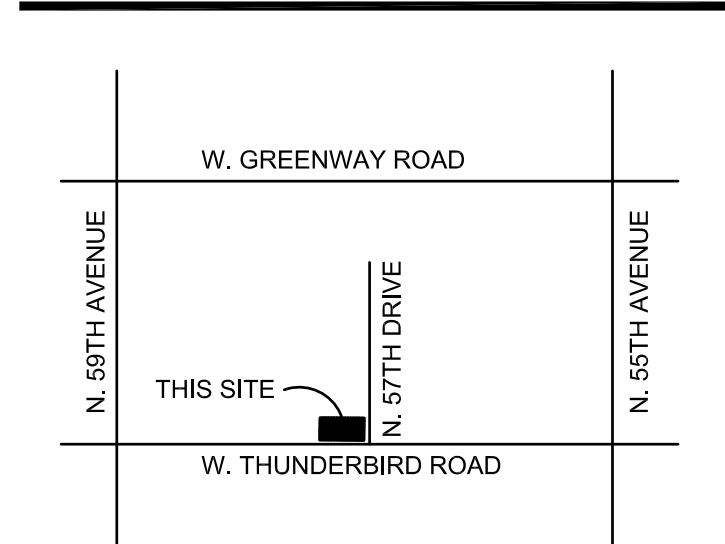 W. GREENWAY ROAD
N. 59TH AVENUE
N. 57TH DRIVE
N. 55TH AVENUE
THIS SITE
W. THUNDERBIRD ROAD